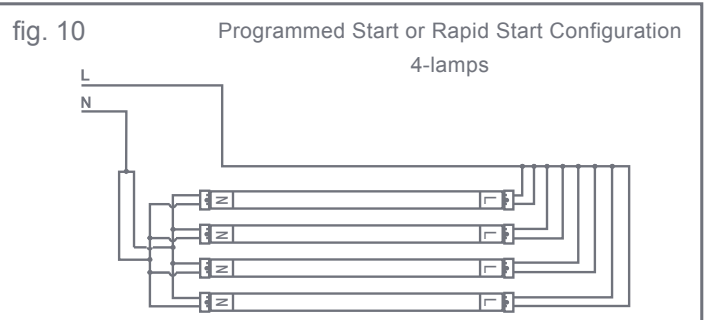 fig. 10
Programmed Start or Rapid Start Configuration
4-lamps
L
N
N L
N L
N L
N L